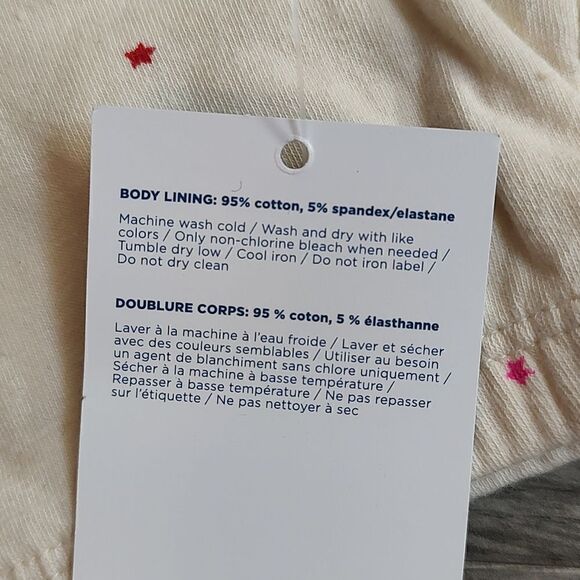 BODY LINING: 95% cotton, 5% spandex/elastane
Machine wash cold / Wash and dry with like
colors / Only non-chlorine bleach when needed /
Tumble dry low / Cool iron / Do not iron label /
Do not dry clean
DOUBLURE CORPS: 95 % coton, 5 % élasthanne
Laver à la machine à l'eau froide / Laver et sécher
avec des couleurs semblables / Utiliser au besoin
un agent de blanchiment sans chlore uniquement /
Sécher à la machine à basse température /
Repasser à basse température / Ne pas repasser
sur l'étiquette / Ne pas nettoyer à sec